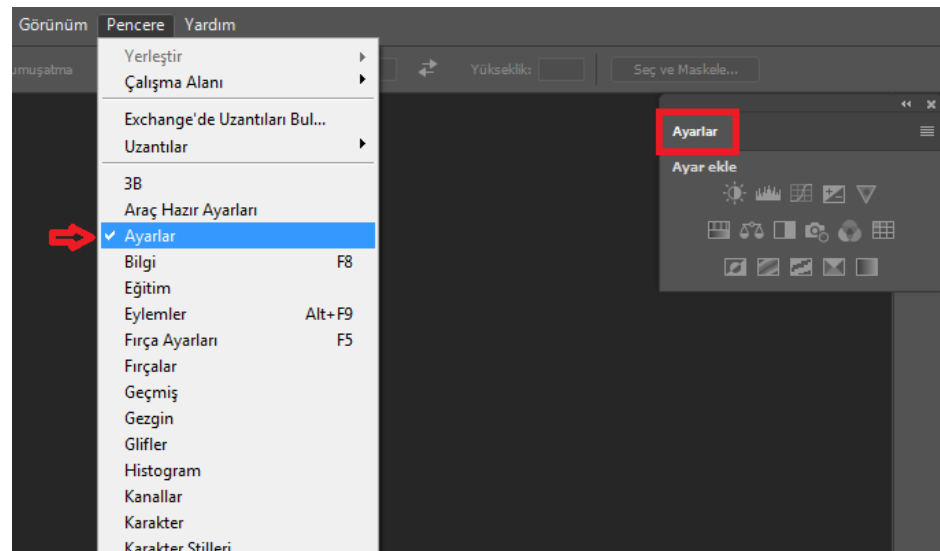 Görünüm Pencere Yardım
umuşatma Yükseklik: Seç ve Maskele...
Yerleştir
Çalışma Alanı
Exchange'de Uzantıları Bul...
Uzantılar
3B
Araç Hazır Ayarları
Ayarlar
Bilgi F8
Eğitim
Eylemler Alt+F9
Fırça Ayarları F5
Fırçalar
Geçmiş
Gezgin
Glifler
Histogram
Kanallar
Karakter
Karakter Stilleri
Ayarlar
Ayar ekle